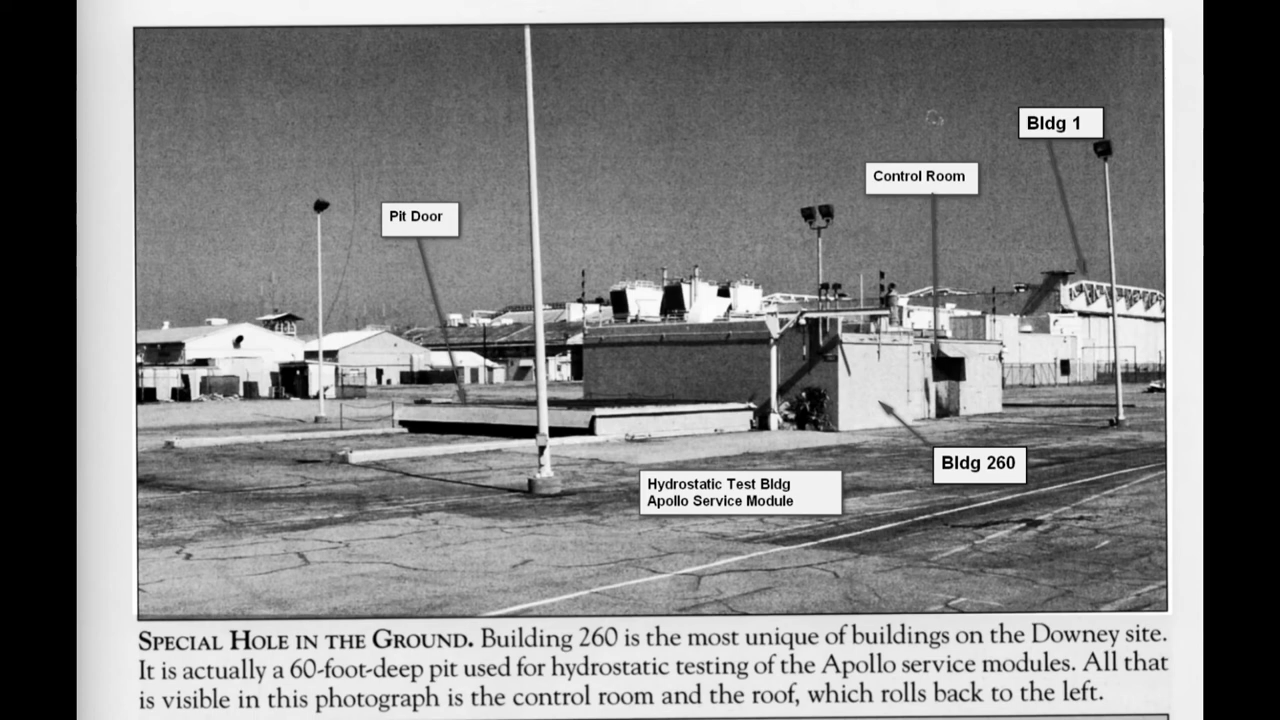 Bldg 1
Control Room
Pit Door
Bldg 260
Hydrostatic Test Bldg
Apollo Service Module
SPECIAL HOLE IN THE GROUND. Building 260 is the most unique of buildings on the Downey site.
It is actually a 60-foot-deep pit used for hydrostatic testing of the Apollo service modules. All that
is visible in this photograph is the control room and the roof, which rolls back to the left.